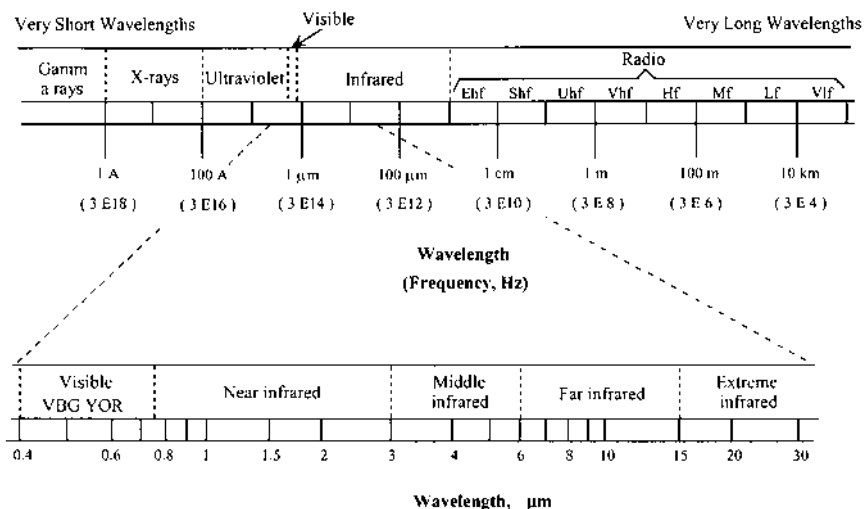 Visible
Very Short Wavelengths Very Long Wavelengths
Radio
Gamm X-rays Ultraviolet Infrared
a rays
Ehf Shf Uhf Vhf Hf Mf Lf Vlf
1 A 100 A 1 μm 100 μm 1 cm 1 m 100 m 10 km
( 3 E18 ) ( 3 E16 ) ( 3 E14 ) ( 3 E12 ) ( 3 E10 ) ( 3 E 8 ) ( 3 E 6 ) ( 3 E 4 )
Wavelength
(Frequency, Hz)
Visible Near infrared Middle Far infrared Extreme
VBG YOR infrared infrared
0.4 0.6 0.8 1 1.5 2 3 4 6 8 10 15 20 30
Wavelength, μm